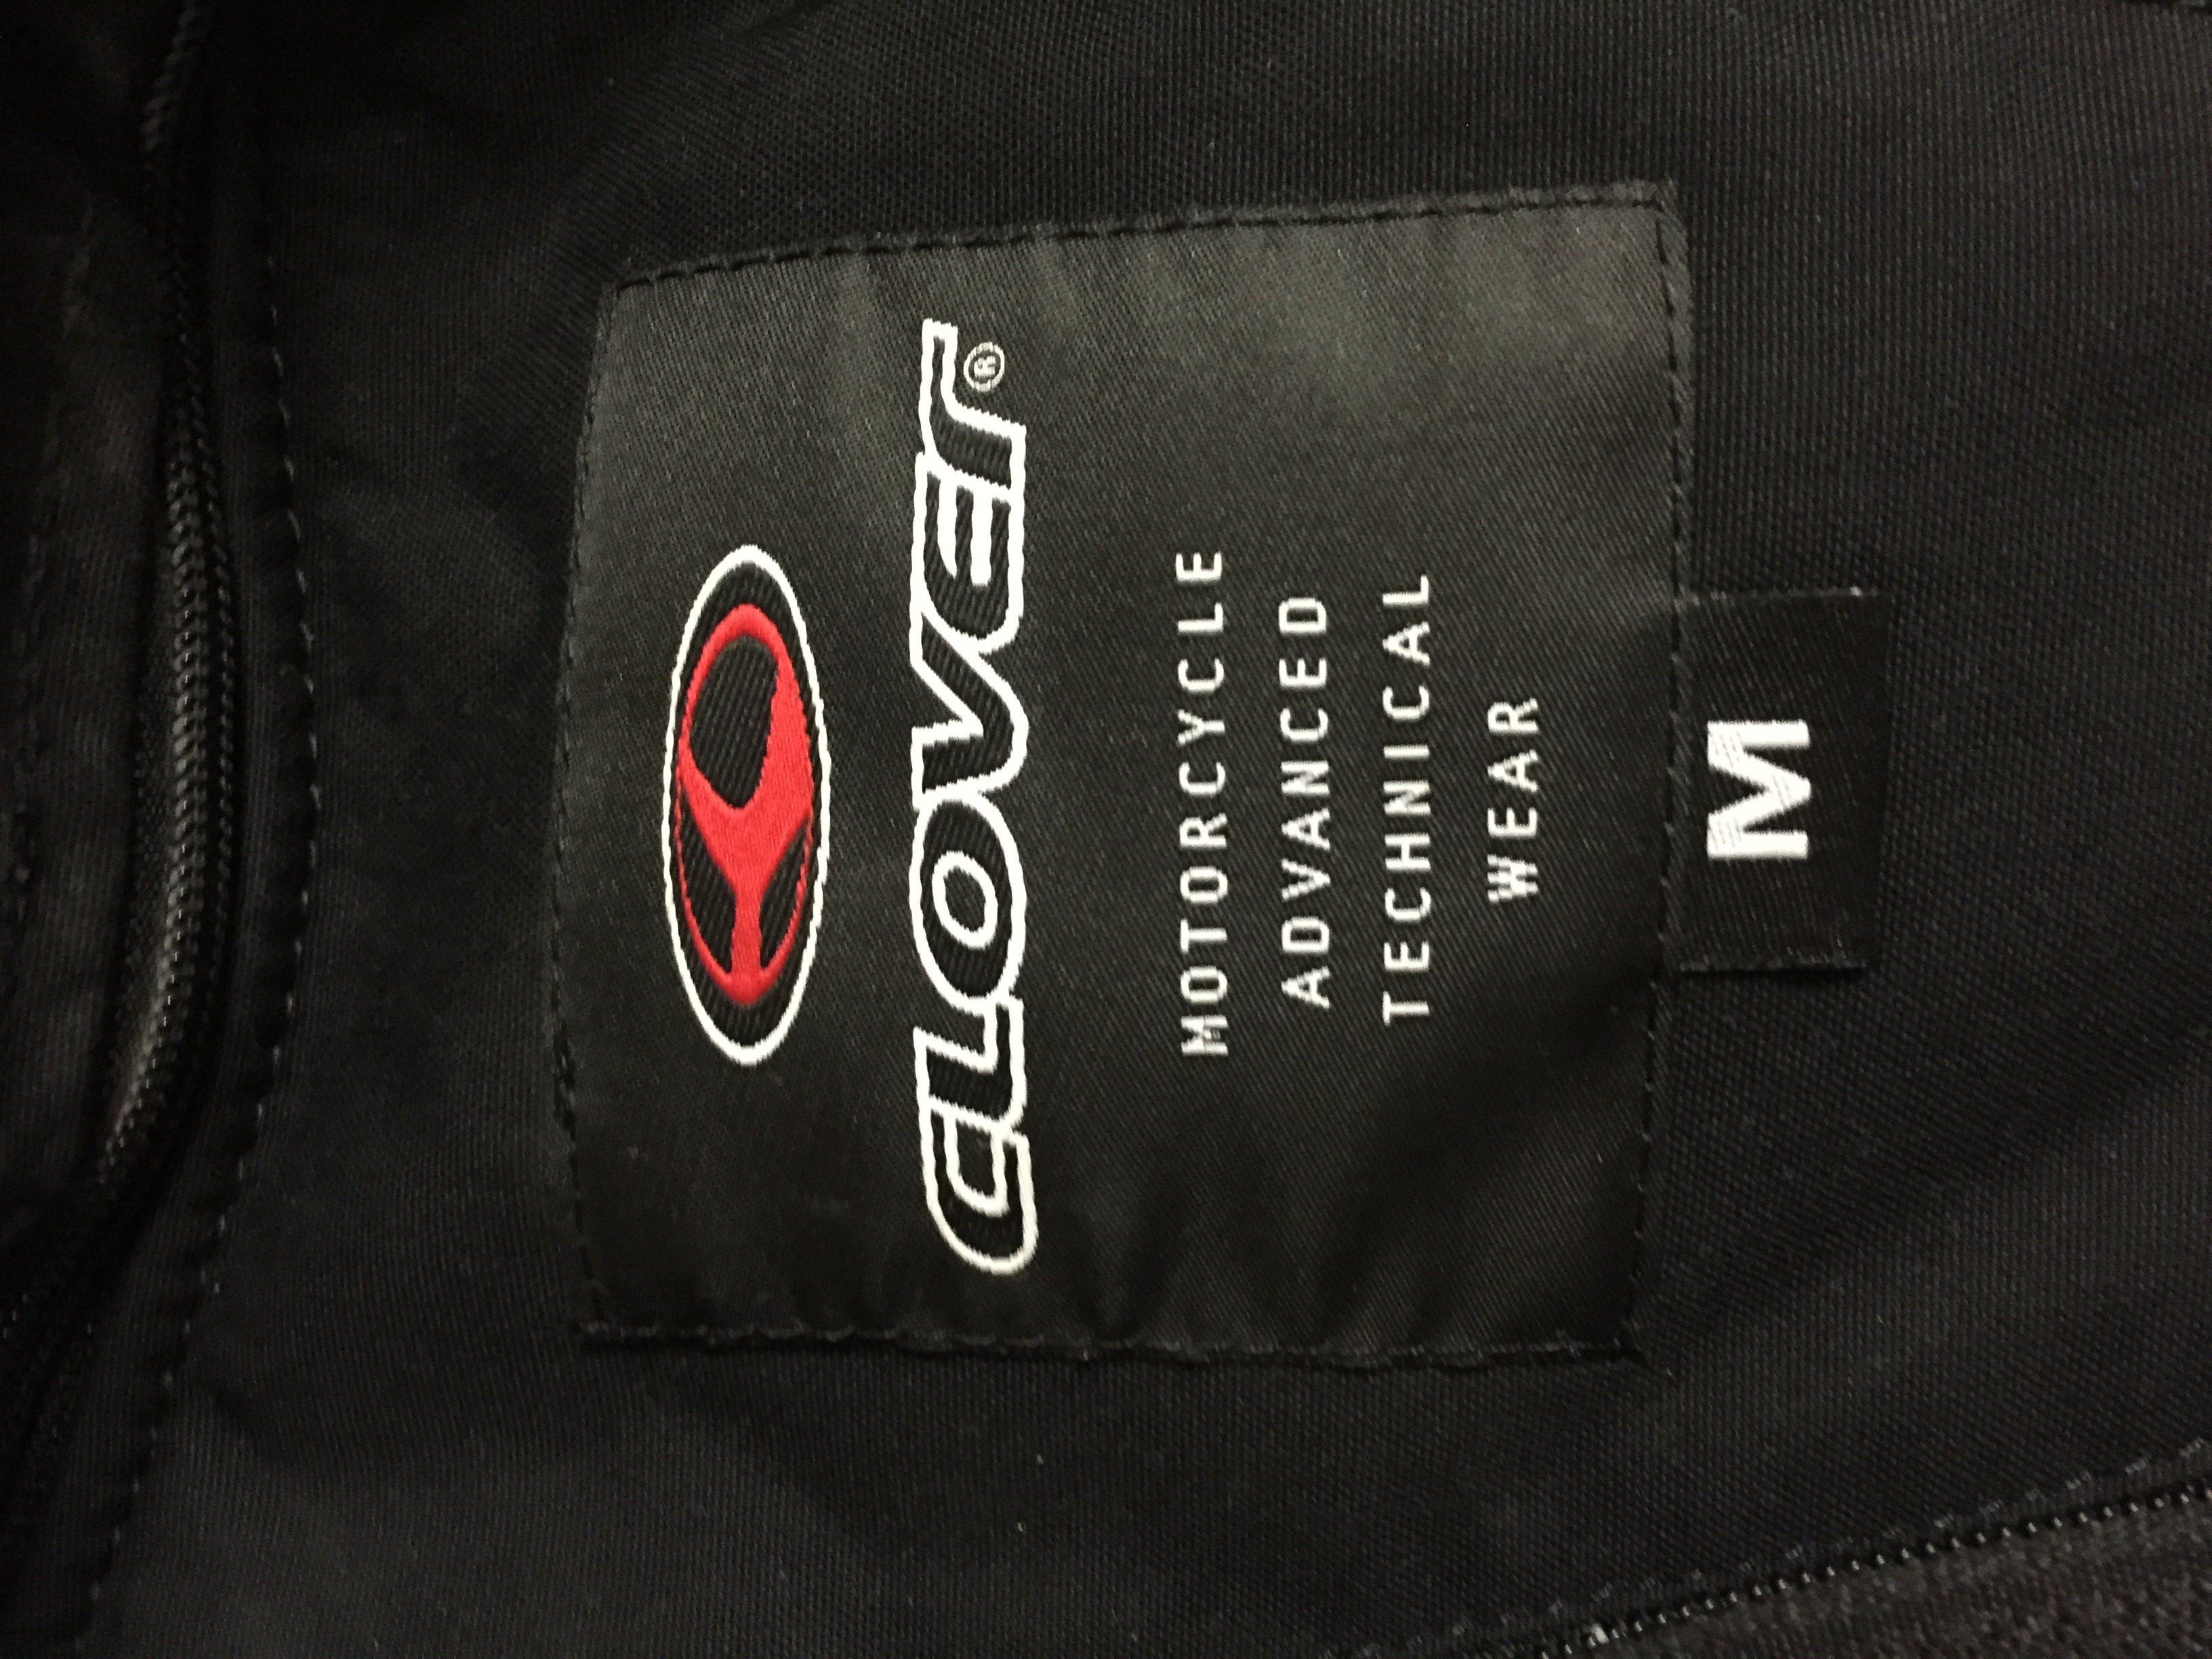 CLOVER®
MOTORCYCLE
ADVANCED
TECHNICAL
WEAR
M